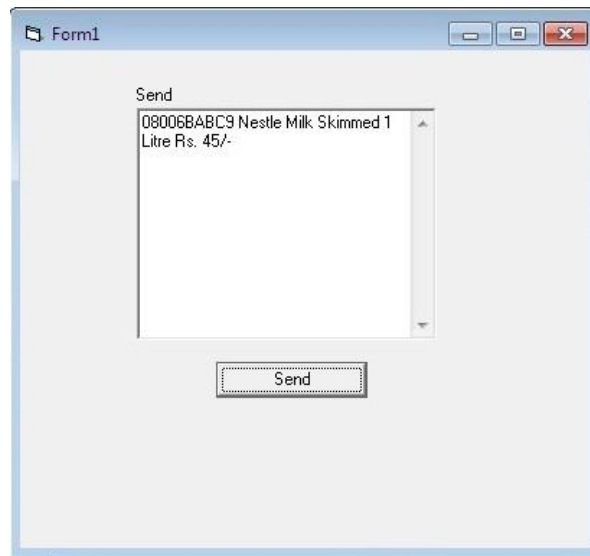 Form1
Send
08006BABC9 Nestle Milk Skimmed 1
Litre Rs. 45/-
Send